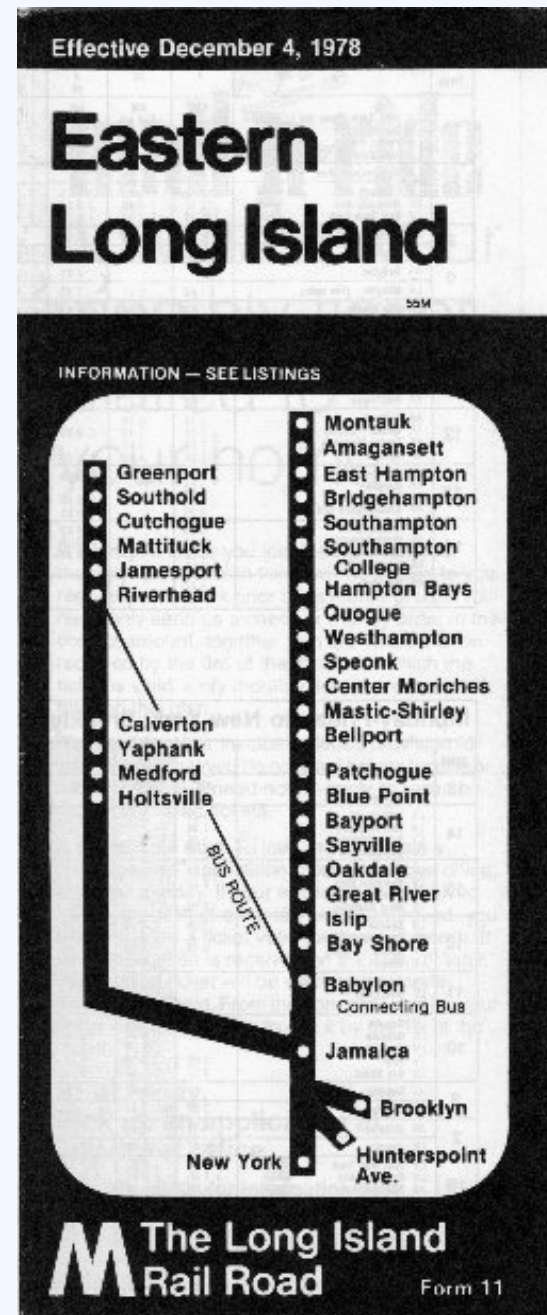 Effective December 4, 1978
Eastern
Long Island
55M
INFORMATION — SEE LISTINGS
Greenport
Southold
Cutchogue
Mattituck
Jamesport
Riverhead
Calverton
Yaphank
Medford
Holtsville
BUS ROUTE
Montauk
Amagansett
East Hampton
Bridgehampton
Southampton
Southampton
College
Hampton Bays
Quogue
Westhampton
Speonk
Center Moriches
Mastic-Shirley
Bellport
Patchogue
Blue Point
Bayport
Sayville
Oakdale
Great River
Islip
Bay Shore
Babylon
Connecting Bus
Jamaica
Brooklyn
Hunterspoint
Ave.
New York
M The Long Island
Rail Road
Form 11